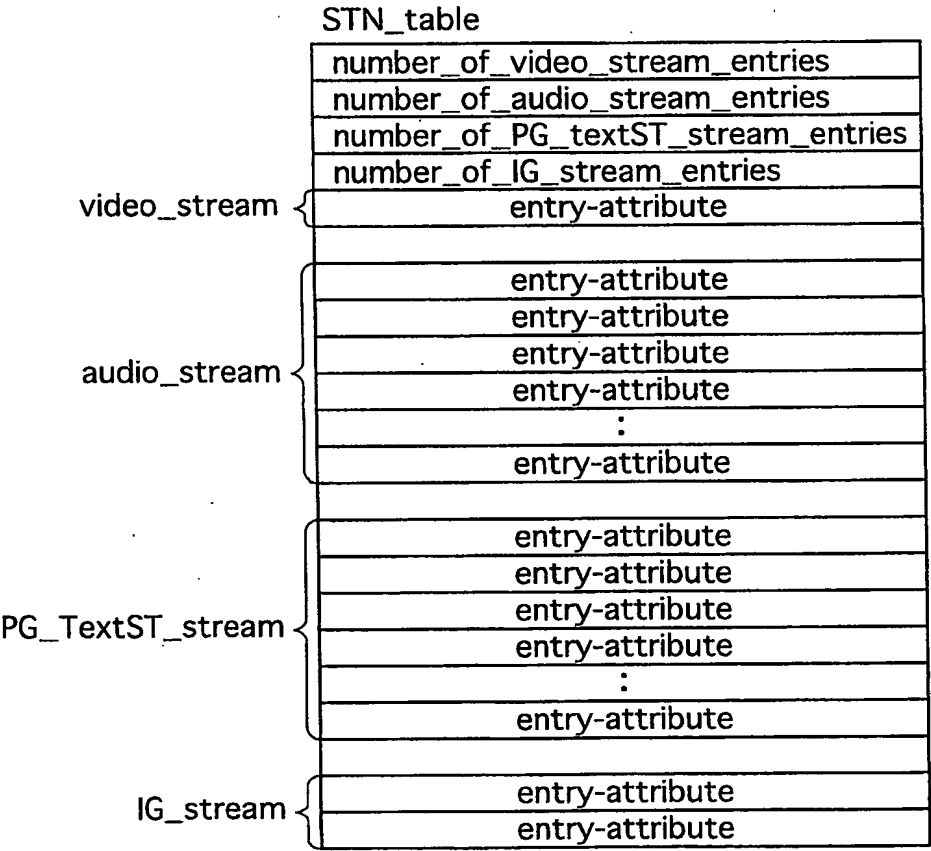 STN_table
number_of_video_stream_entries
number_of_audio_stream_entries
number_of_PG_textST_stream_entries
number_of_IG_stream_entries
video_stream
entry-attribute
audio_stream
entry-attribute
entry-attribute
entry-attribute
entry-attribute
:
entry-attribute
PG_TextST_stream
entry-attribute
entry-attribute
entry-attribute
entry-attribute
:
entry-attribute
IG_stream
entry-attribute
entry-attribute